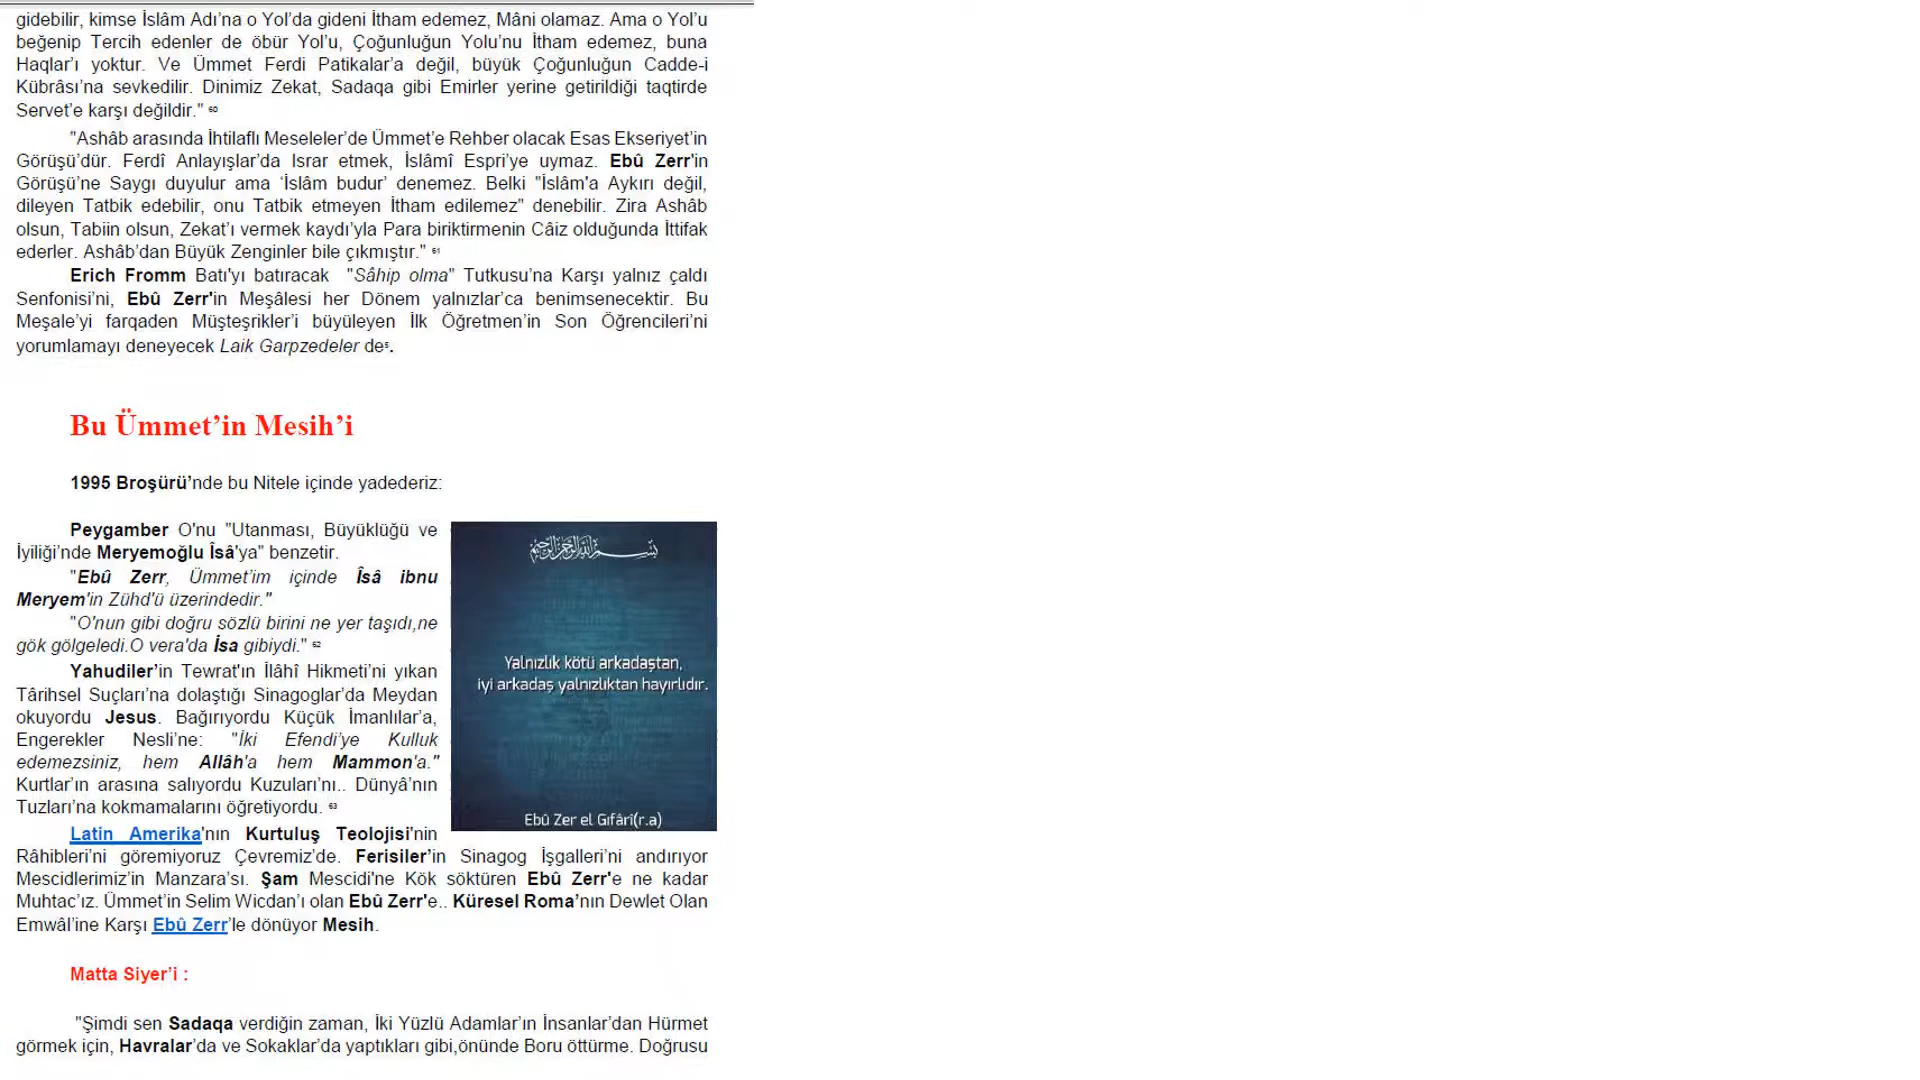 gidebilir, kimse İslâm Adı’na o Yol’da gideni İtham edemez, Mâni olamaz. Ama o Yol’u
beğenip Tercih edenler de öbür Yol’u, Çoğunluğun Yolu’nu İtham edemez, buna
Haqlar’ı yoktur. Ve Ümmet Ferdi Patikalar’a değil, büyük Çoğunluğun Cadde-i
Kübrâsı’na sevkedilir. Dinimiz Zekat, Sadaqa gibi Emirler yerine getirildiği taqtirde
Servet’e karşı değildir." 60
"Ashâb arasında İhtilaflı Meseleler’de Ümmet’e Rehber olacak Esas Ekseriyet’in
Görüşü’dür. Ferdî Anlayışlar’da Israr etmek, İslâmî Espri’ye uymaz. Ebû Zerr'in
Görüşü’ne Saygı duyulur ama ‘İslâm budur’ denemez. Belki "İslâm'a Aykırı değil,
dileyen Tatbik edebilir, onu Tatbik etmeyen İtham edilemez" denebilir. Zira Ashâb
olsun, Tabiin olsun, Zekat’ı vermek kaydı’yla Para biriktirmenin Câiz olduğunda İttifak
ederler. Ashâb’dan Büyük Zenginler bile çıkmıştır." 61
Erich Fromm Batı'yı batıracak "Sâhip olma" Tutkusu’na Karşı yalnız çaldı
Senfonisi’ni, Ebû Zerr'in Meşâlesi her Dönem yalnızlar’ca benimsenecektir. Bu
Meşale’yi farqaden Müşteşrikler’i büyüleyen İlk Öğretmen’in Son Öğrencileri’ni
yorumlamayı deneyecek Laik Garpzedeler de5.
Bu Ümmet’in Mesih’i
1995 Broşürü’nde bu Nitele içinde yadederiz:
Peygamber O'nu "Utanması, Büyüklüğü ve
İyiliği’nde Meryemoğlu Îsâ'ya" benzetir.
"Ebû Zerr, Ümmet’im içinde Îsâ ibnu
Meryem'in Zühd'ü üzerindedir."
"O'nun gibi doğru sözlü birini ne yer taşıdı,ne
gök gölgeledi.O vera'da İsa gibiydi." 62
Yahudiler’in Tewrat'ın İlâhî Hikmeti’ni yıkan
Târihsel Suçları’na dolaştığı Sinagoglar’da Meydan
okuyordu Jesus. Bağırıyordu Küçük İmanlılar’a,
Engerekler Nesli’ne: "İki Efendi’ye Kulluk
edemezsiniz, hem Allâh'a hem Mammon'a."
Kurtlar’ın arasına salıyordu Kuzuları’nı.. Dünyâ’nın
Tuzları’na kokmamalarını öğretiyordu. 63
بسم الله الرحمن الرحيم
Yalnızlık kötü arkadaştan,
iyi arkadaş yalnızlıktan hayırlıdır.
Ebû Zer el Gıfârî(r.a)
Latin Amerika'nın Kurtuluş Teolojisi'nin
Râhibleri’ni göremiyoruz Çevremiz’de. Ferisiler’in Sinagog İşgalleri’ni andırıyor
Mescidlerimiz’in Manzara’sı. Şam Mescidi'ne Kök söktüren Ebû Zerr'e ne kadar
Muhtac’ız. Ümmet’in Selim Wicdan’ı olan Ebû Zerr'e.. Küresel Roma’nın Dewlet Olan
Emwâl’ine Karşı Ebû Zerr’le dönüyor Mesih.
Matta Siyer’i :
"Şimdi sen Sadaqa verdiğin zaman, İki Yüzlü Adamlar’ın İnsanlar’dan Hürmet
görmek için, Havralar’da ve Sokaklar’da yaptıkları gibi,önünde Boru öttürme. Doğrusu